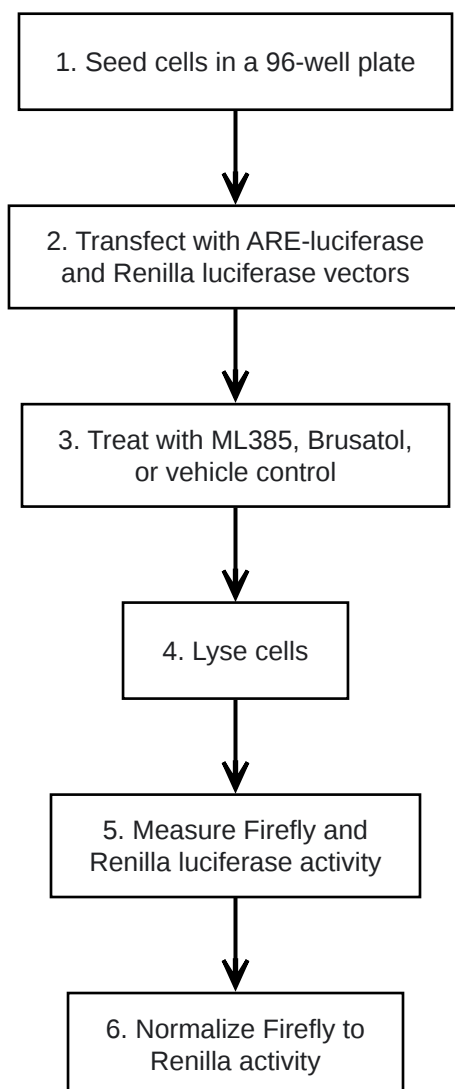 1. Seed cells in a 96-well plate
2. Transfect with ARE-luciferase
and Renilla luciferase vectors
3. Treat with ML385, Brusatol,
or vehicle control
4. Lyse cells
5. Measure Firefly and
Renilla luciferase activity
6. Normalize Firefly to
Renilla activity